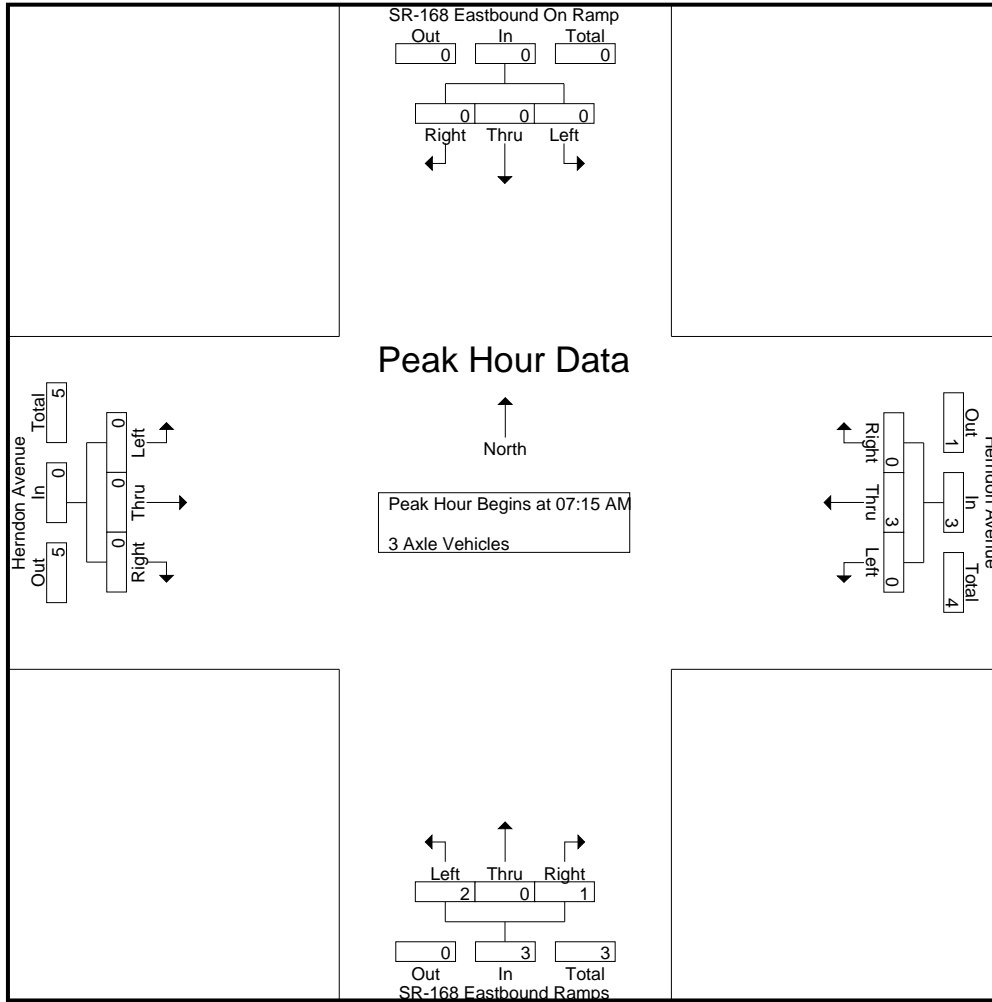 SR-168 Eastbound On Ramp
Out In Total
0 0 0
0 0 0
Right Thru Left
Peak Hour Data
North
Peak Hour Begins at 07:15 AM
3 Axle Vehicles
Herndon Avenue
Out In Total
5 0 5
0 0 0
Right Thru Left
Herndon Avenue
Out In Total
1 3 4
0 3 0
Right Thru Left
Left Thru Right
2 0 1
0 3 3
Out In Total
SR-168 Eastbound Ramps